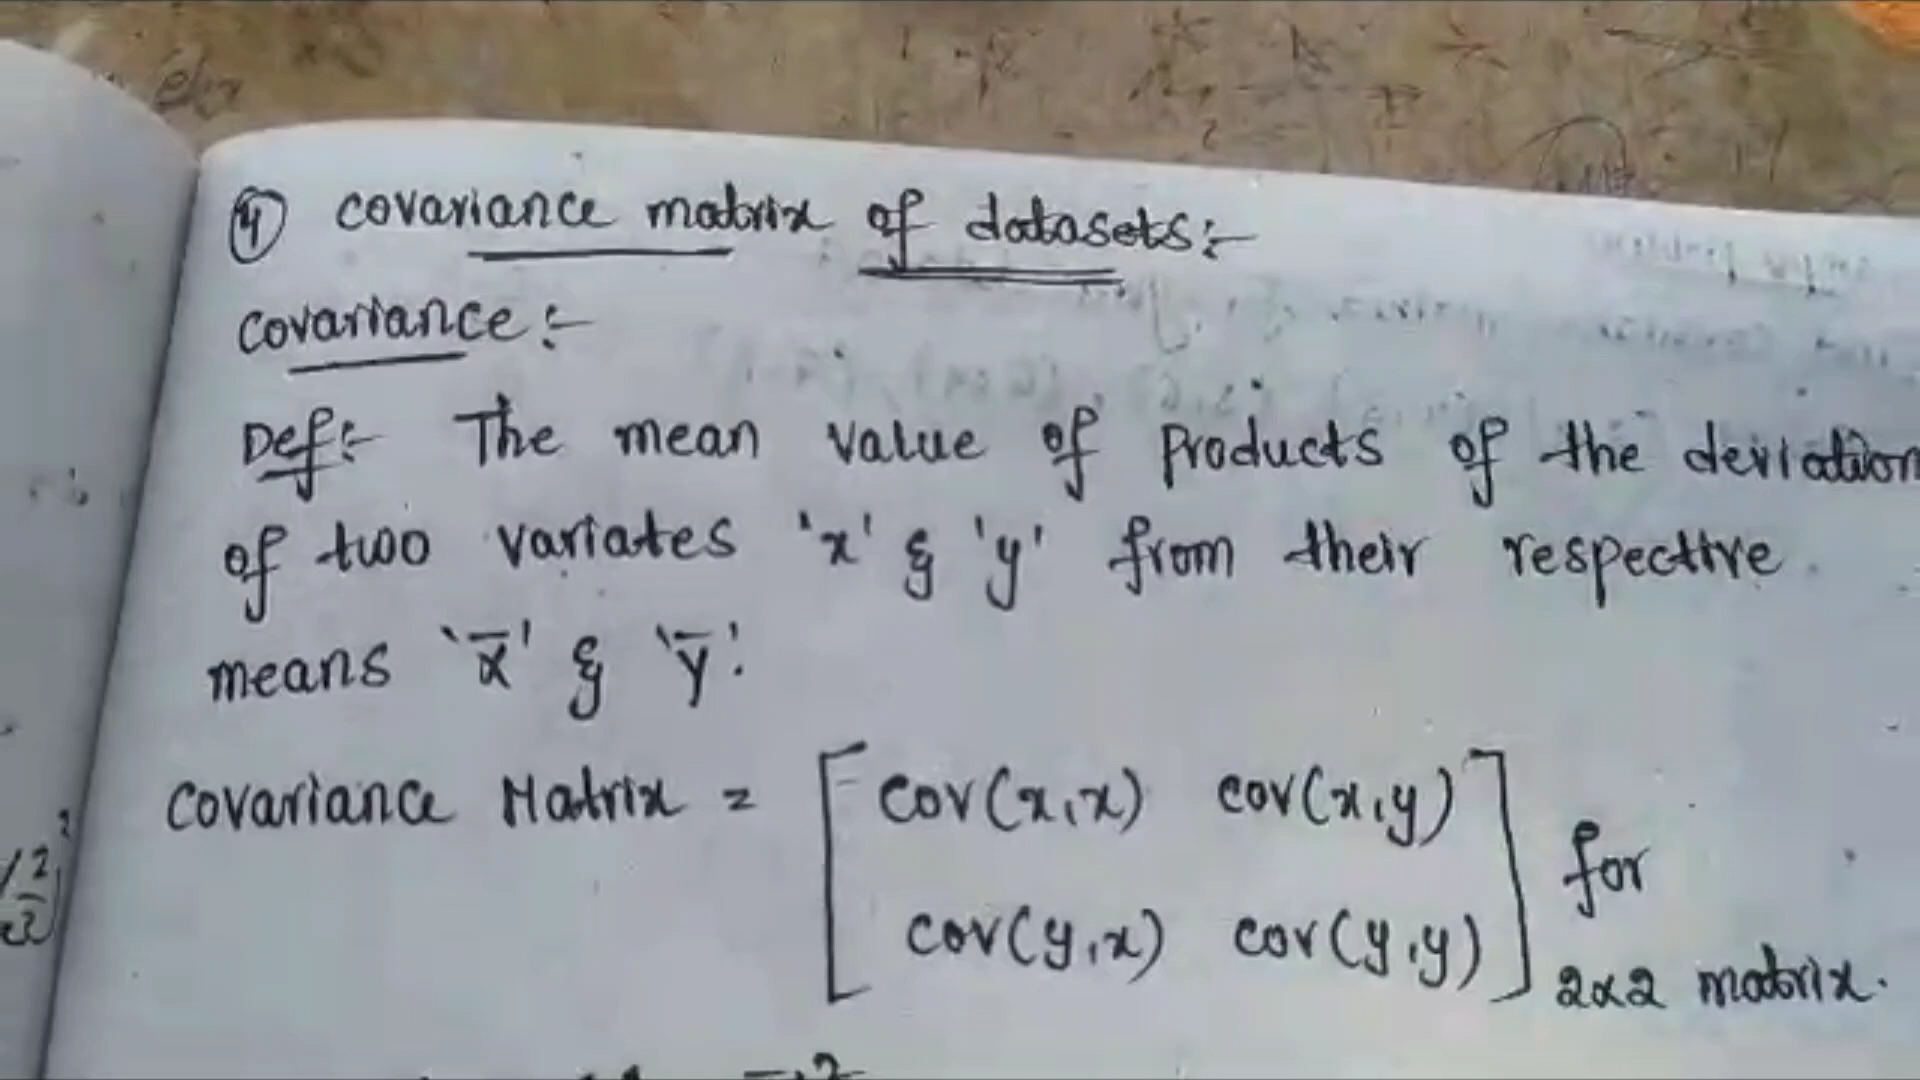 ④ covariance matrix of datasets:-
covariance:-
Def:- The mean value of products of the deviation
of two variates 'x' & 'y' from their respective
means 'x̄' & 'ȳ'.
covariance Matrix = [ cov(x,x) cov(x,y)
cov(y,x) cov(y,y) ] for
2x2 matrix.